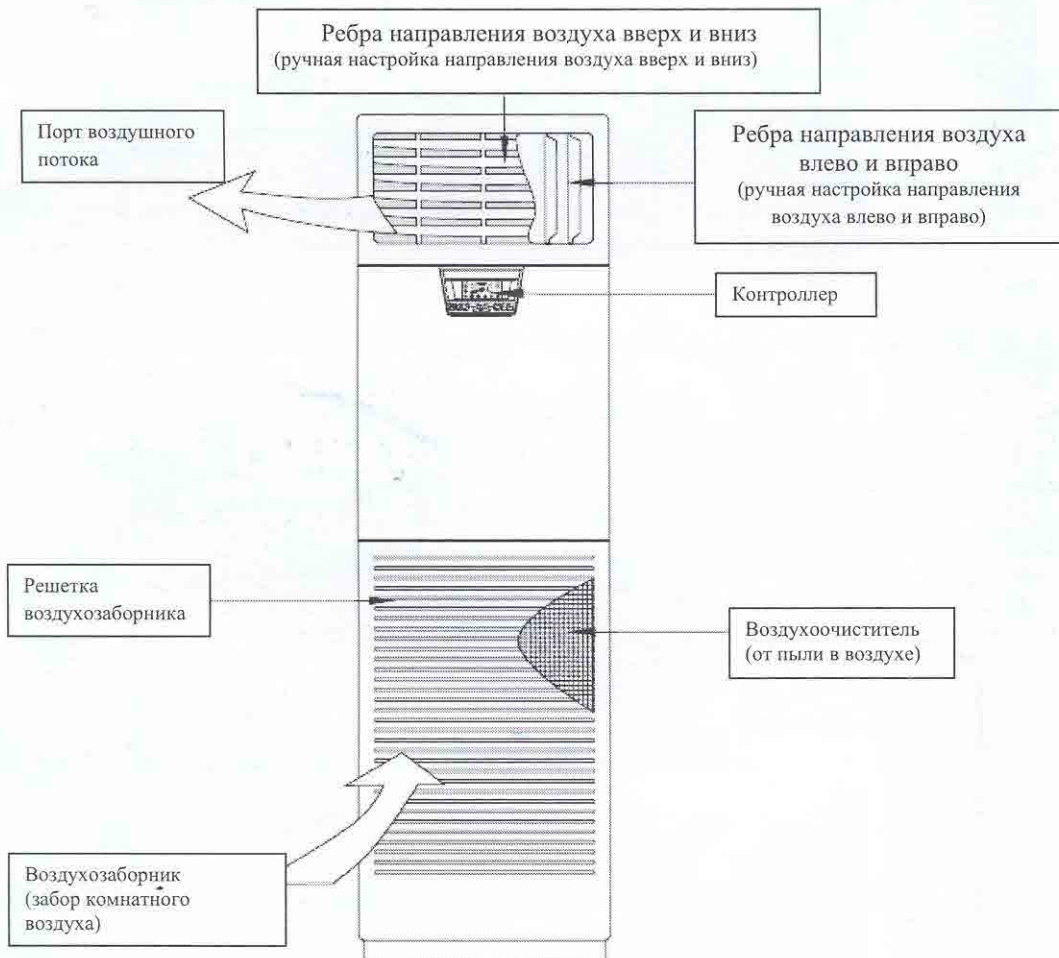 Ребра направления воздуха вверх и вниз
(ручная настройка направления воздуха вверх и вниз)
Порт воздушного
потока
Ребра направления воздуха
влево и вправо
(ручная настройка направления
воздуха влево и вправо)
Контроллер
Решетка
воздухозаборника
Воздухоочиститель
(от пыли в воздухе)
Воздухозаборник
(забор комнатного
воздуха)